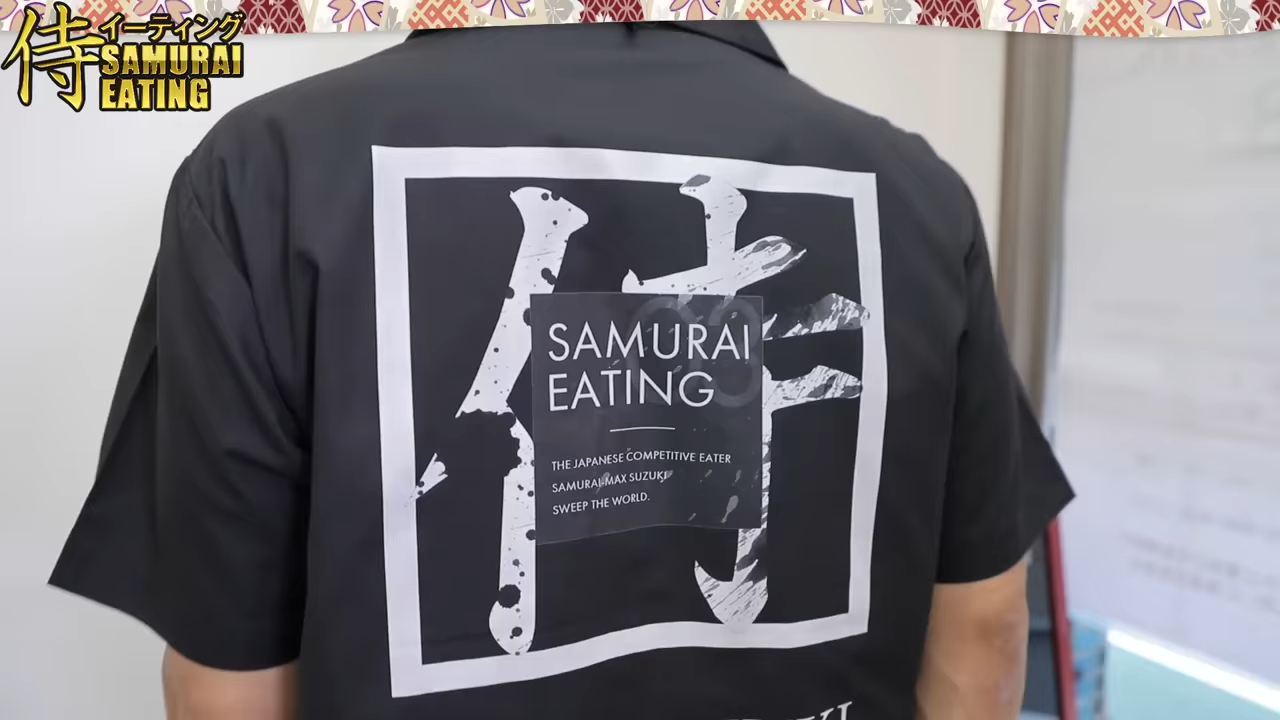 侍イーティング
SAMURAI
EATING
侍
SAMURAI
EATING
THE JAPANESE COMPETITIVE EATER
SAMURAI-MAX SUZUKI
SWEEP THE WORLD.